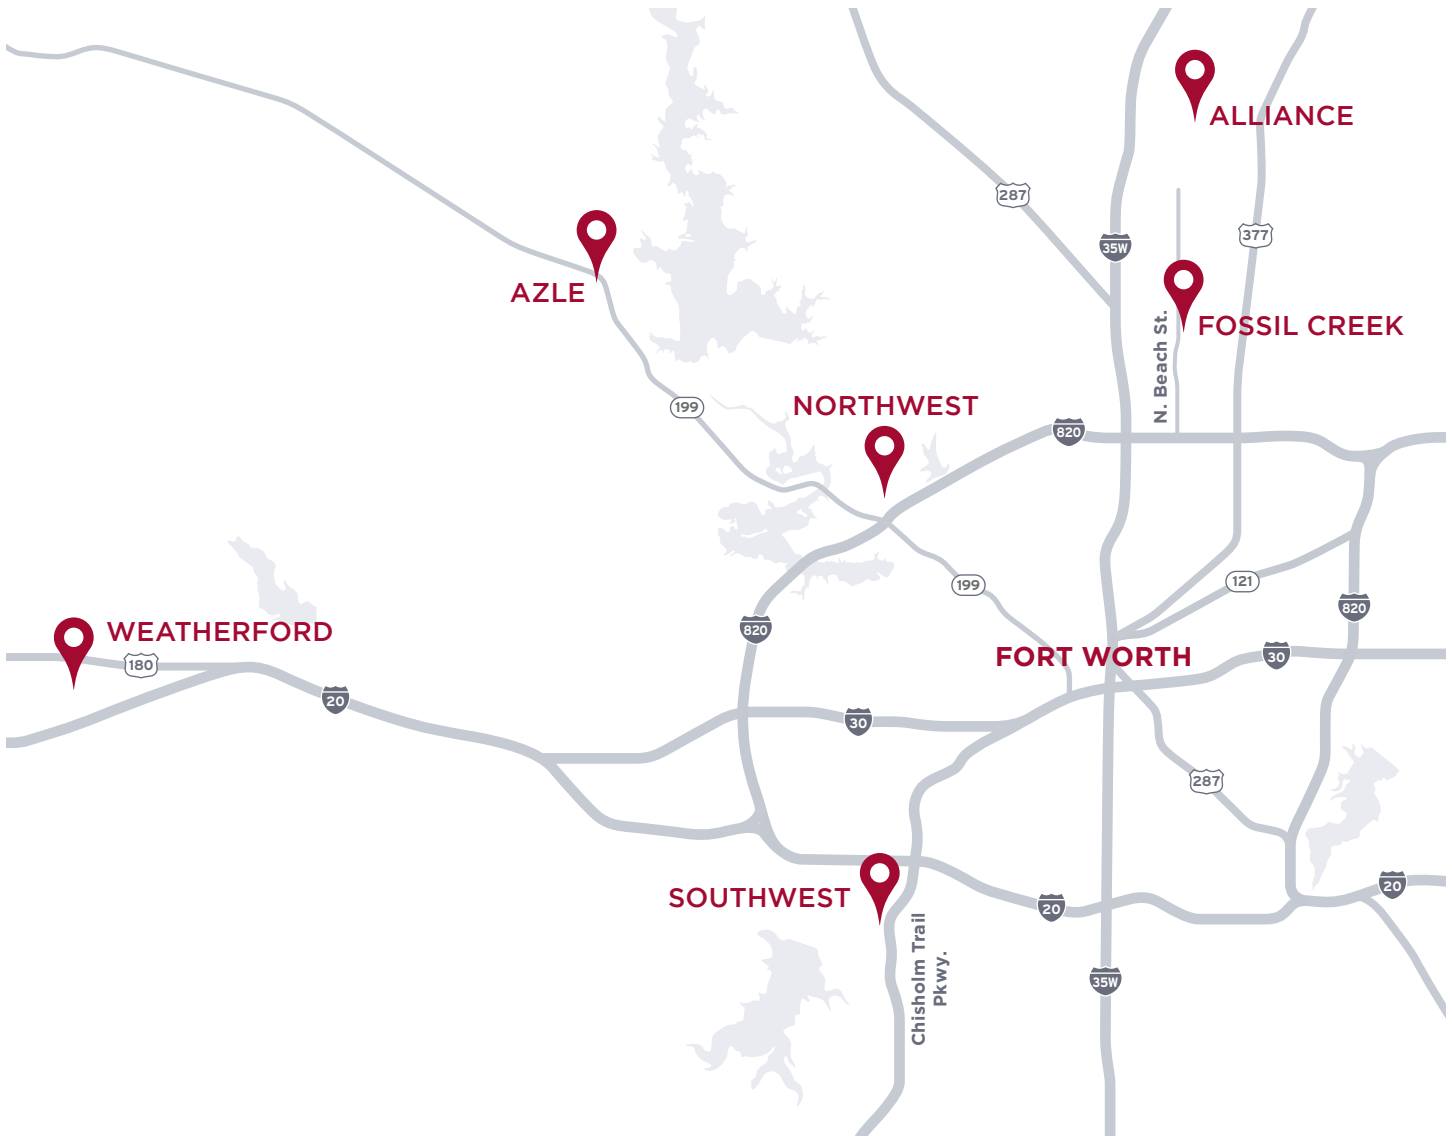 ALLIANCE
287
377
35W
AZLE
N. Beach St.
FOSSIL CREEK
199
NORTHWEST
820
199
121
820
820
WEATHERFORD
180
FORT WORTH
30
20
30
287
20
SOUTHWEST
20
Chisholm Trail
Pkwy.
35W